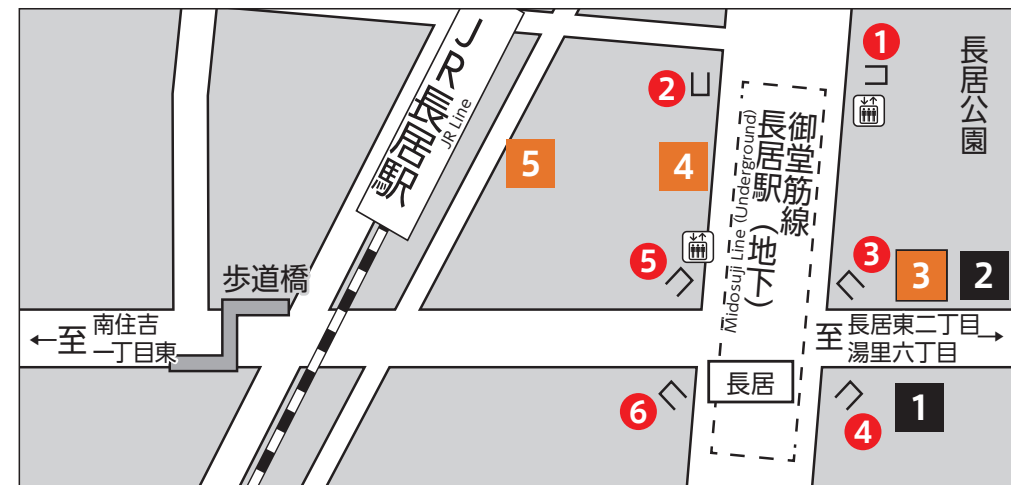 JR長居駅
JR Line
1
長居公園
2
御堂筋線
長居駅（地下）
Midosuji Line (Underground)
5
4
5
3
3
2
歩道橋
←至 南住吉
一丁目東
至 長居東二丁目→
湯里六丁目
長居
6
4
1